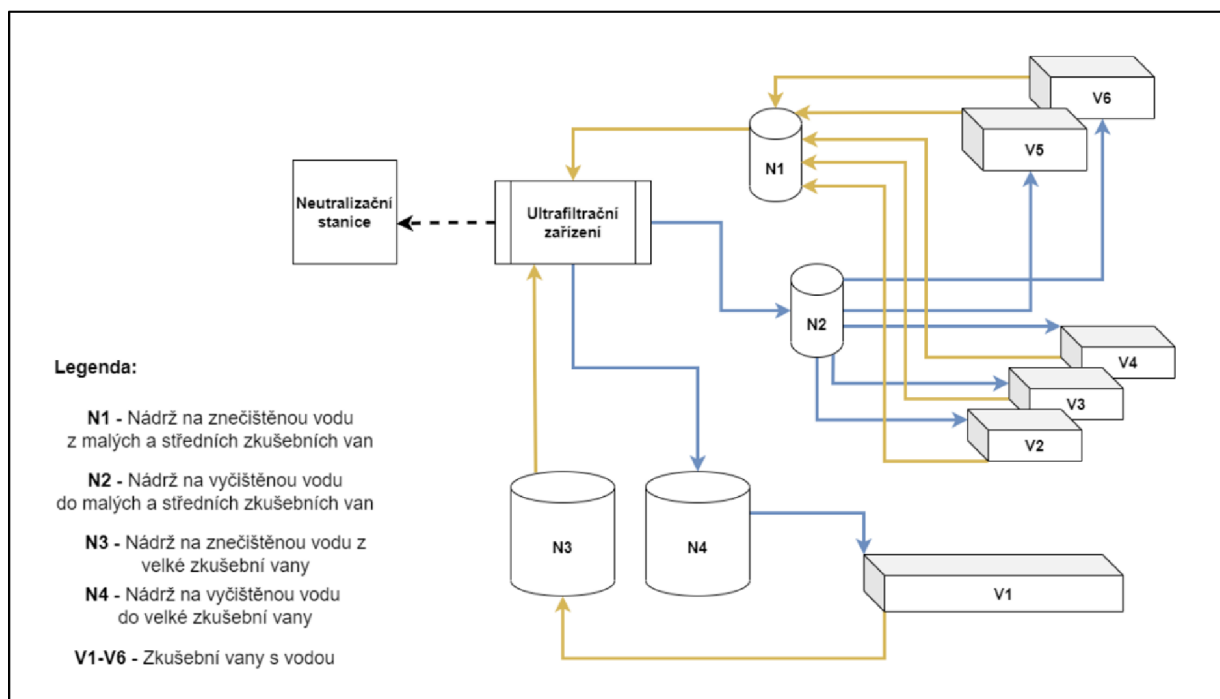 V6
V5
N1
Neutralizační
stanice
Ultrafiltrační
zařízení
N2
V4
V3
V2
Legenda:
N1 - Nádrž na znečištěnou vodu
z malých a středních zkušebních van
N2 - Nádrž na vyčištěnou vodu
do malých a středních zkušebních van
N3 - Nádrž na znečištěnou vodu z
velké zkušební vany
N4 - Nádrž na vyčištěnou vodu
do velké zkušební vany
V1-V6 - Zkušební vany s vodou
N3
N4
V1